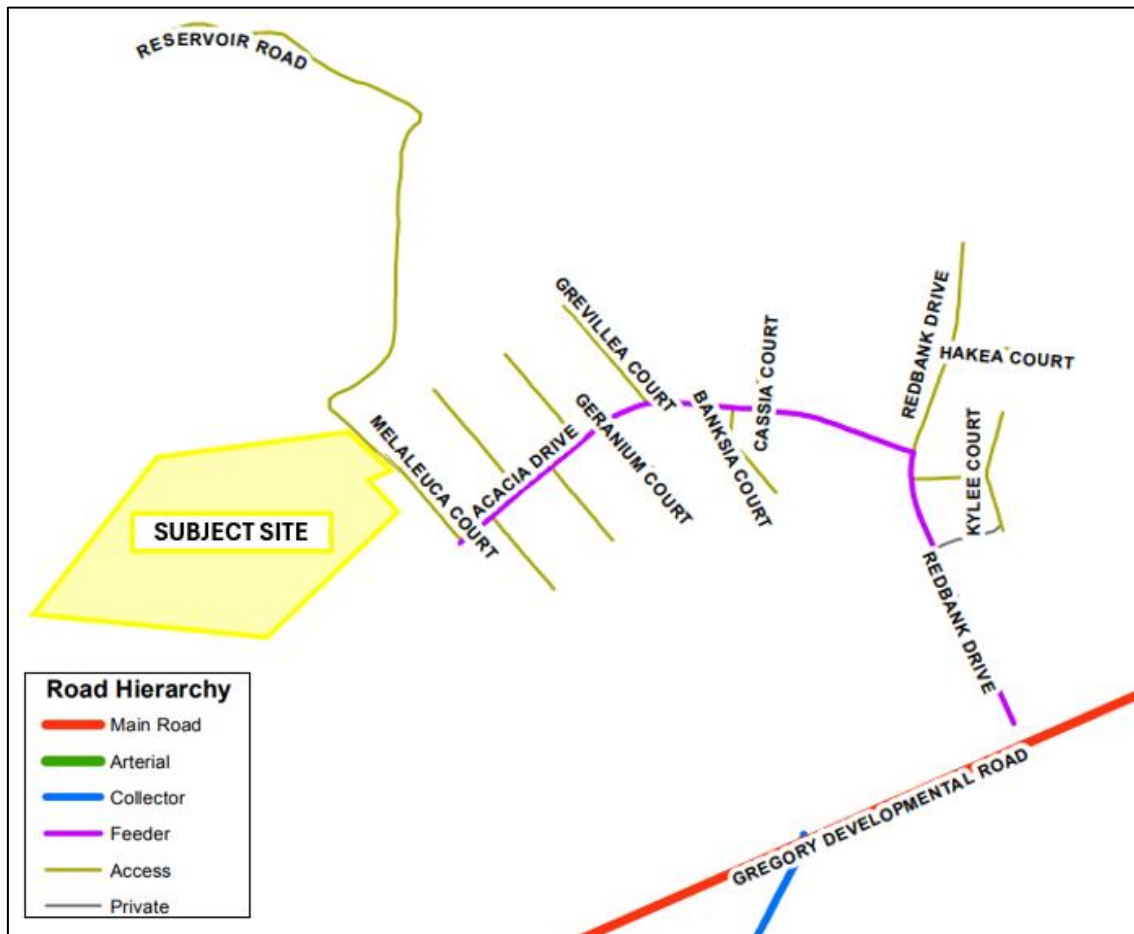 RESERVOIR ROAD
GREVILLEA COURT
CASSIA COURT
REDBANK DRIVE
HAKEA COURT
GERANIUM COURT
BANKSIA COURT
MELALEUCA COURT
ACACIA DRIVE
KYLEE COURT
SUBJECT SITE
REDBANK DRIVE
GREGORY DEVELOPMENTAL ROAD
Road Hierarchy
Main Road
Arterial
Collector
Feeder
Access
Private